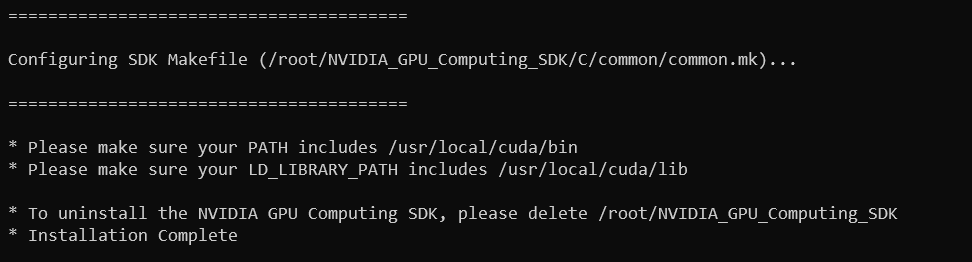 ========================================
Configuring SDK Makefile (/root/NVIDIA_GPU_Computing_SDK/C/common/common.mk)...
========================================
* Please make sure your PATH includes /usr/local/cuda/bin
* Please make sure your LD_LIBRARY_PATH includes /usr/local/cuda/lib
* To uninstall the NVIDIA GPU Computing SDK, please delete /root/NVIDIA_GPU_Computing_SDK
* Installation Complete